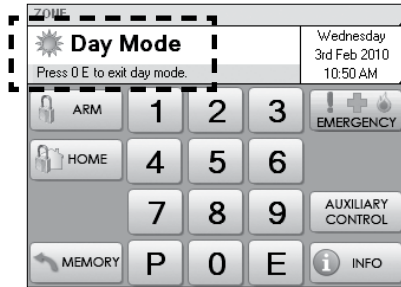 ZONE
Day Mode
Press 0 E to exit day mode.
Wednesday
3rd Feb 2010
10:50 AM
ARM
1
2
3
EMERGENCY
HOME
4
5
6
7
8
9
AUXILIARY
CONTROL
MEMORY
P
0
E
INFO